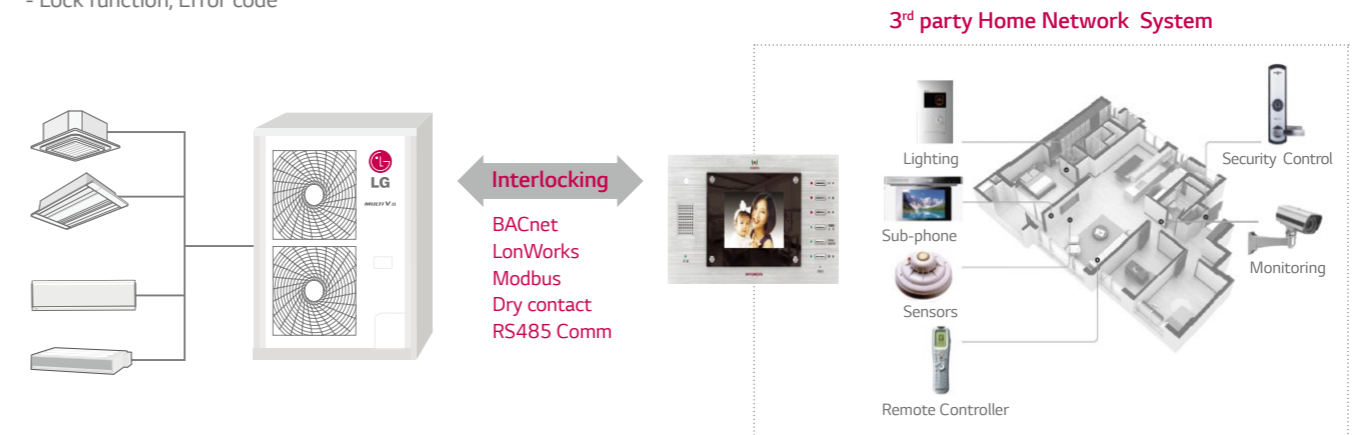 - Lock function, Error code
3rd party Home Network System
LG
MULTI V
Interlocking
BACnet
LonWorks
Modbus
Dry contact
RS485 Comm
Lighting
Sub-phone
Sensors
Remote Controller
Security Control
Monitoring